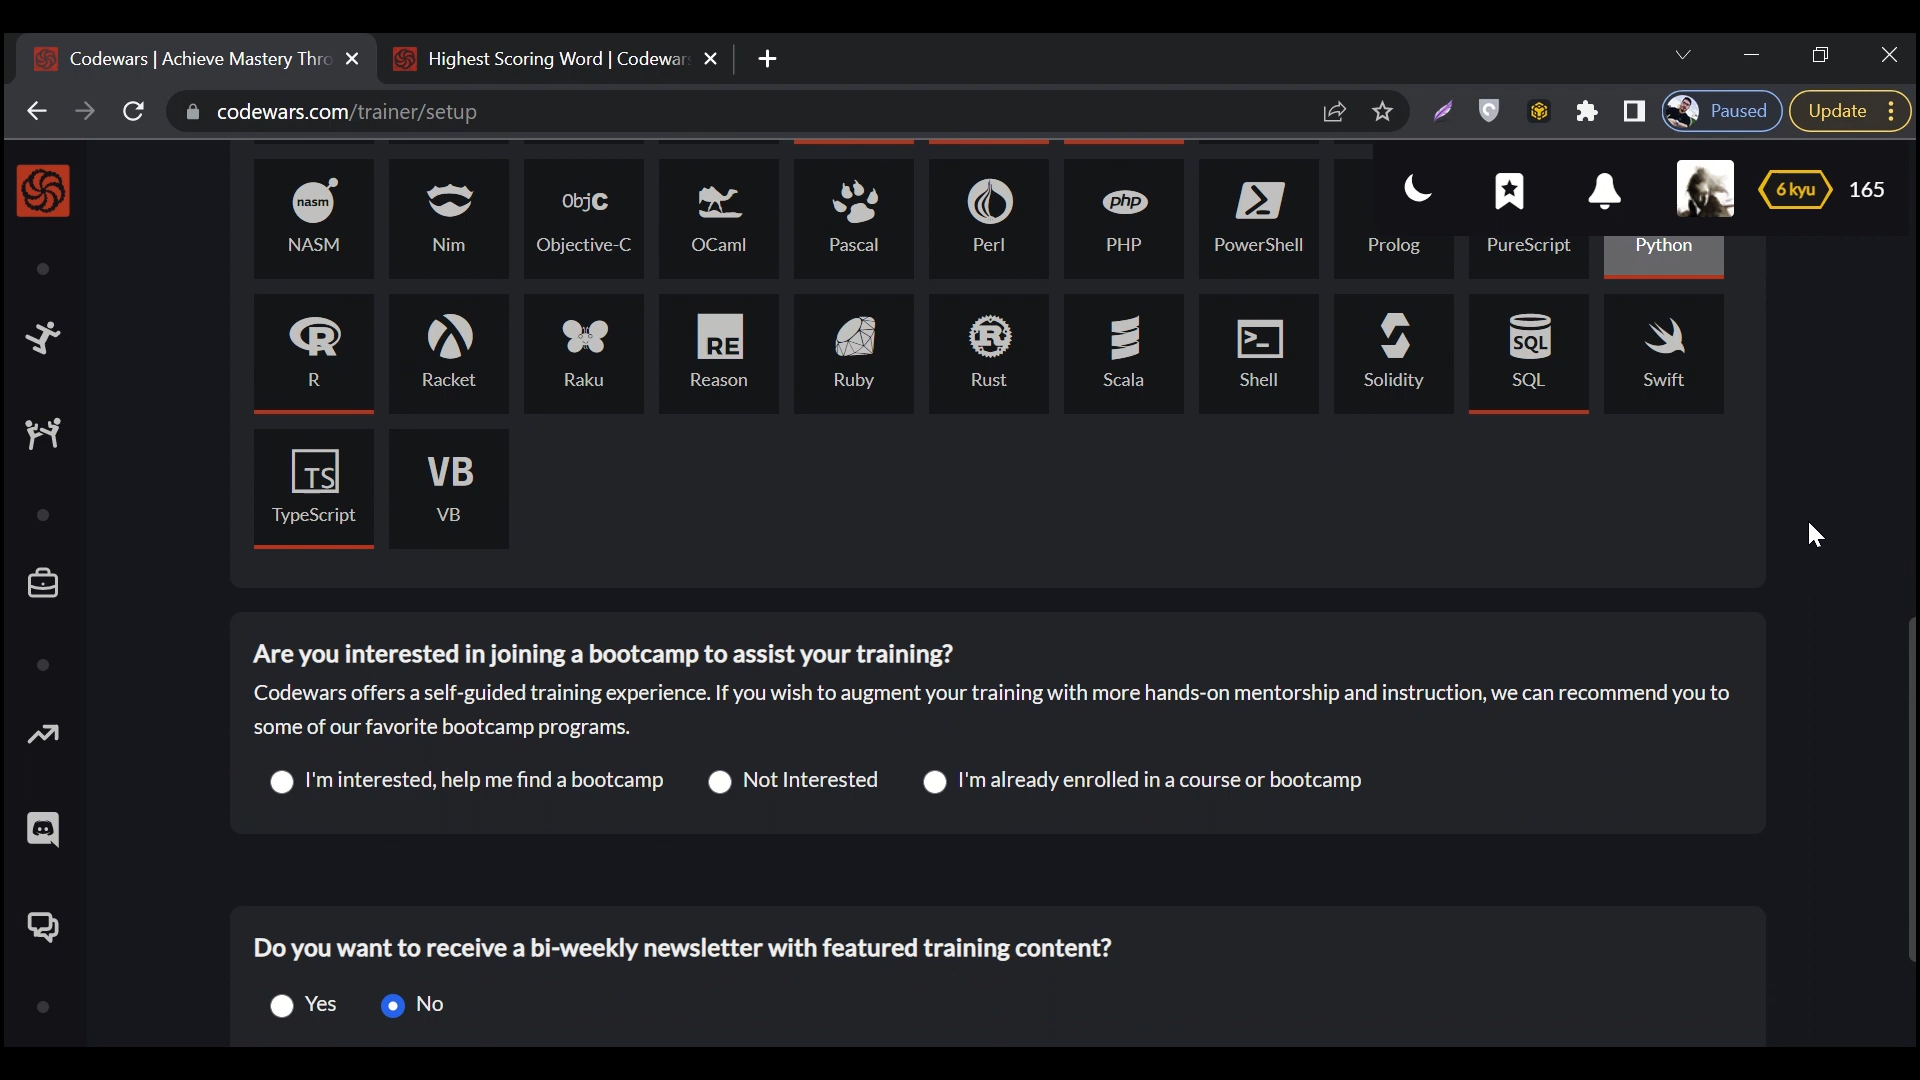 Codewars | Achieve Mastery Thro
Highest Scoring Word | Codewars
codewars.com/trainer/setup
Paused
Update
6 kyu
165
nasm
ObjC
php
NASM
Nim
Objective-C
OCaml
Pascal
Perl
PHP
PowerShell
Prolog
PureScript
Python
R
RE
SQL
R
Racket
Raku
Reason
Ruby
Rust
Scala
Shell
Solidity
SQL
Swift
TS
VB
TypeScript
VB
Are you interested in joining a bootcamp to assist your training?
Codewars offers a self-guided training experience. If you wish to augment your training with more hands-on mentorship and instruction, we can recommend you to
some of our favorite bootcamp programs.
I'm interested, help me find a bootcamp
Not Interested
I'm already enrolled in a course or bootcamp
Do you want to receive a bi-weekly newsletter with featured training content?
Yes
No